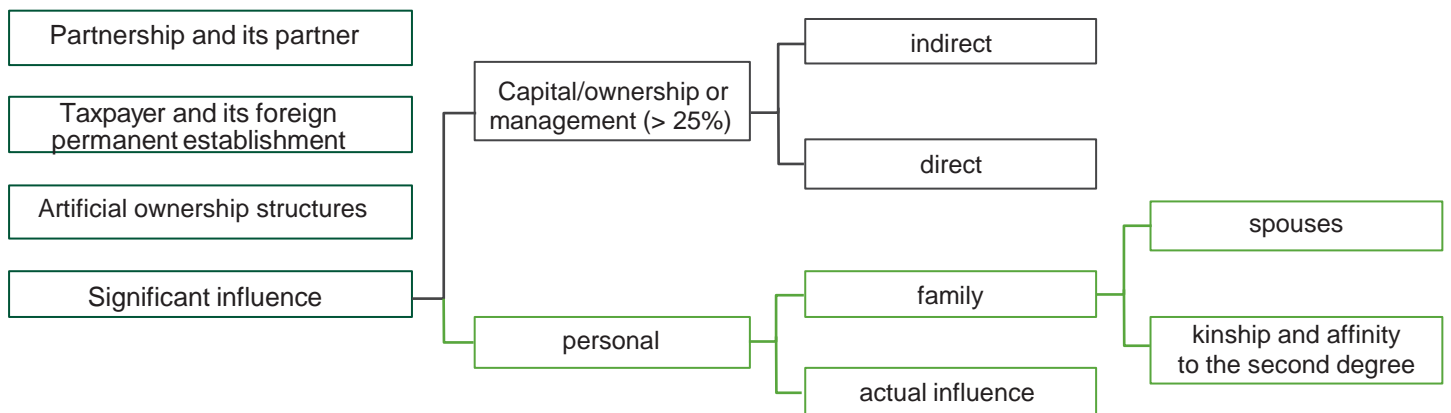 Partnership and its partner
Taxpayer and its foreign
permanent establishment
Artificial ownership structures
Significant influence
Capital/ownership or
management (> 25%)
personal
indirect
direct
family
actual influence
spouses
kinship and affinity
to the second degree